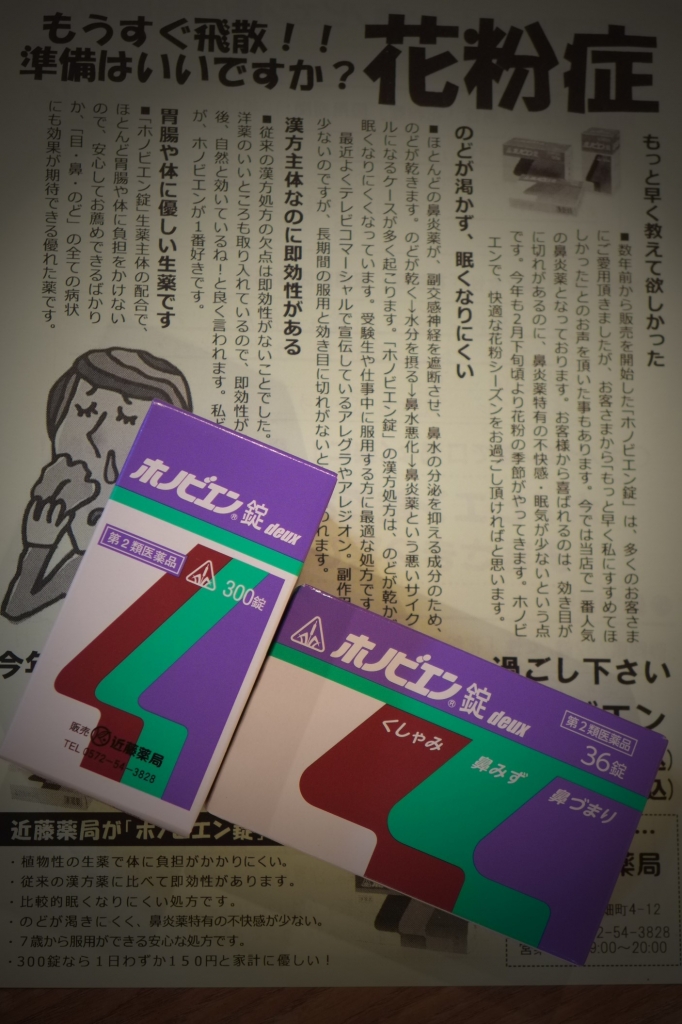 もうすぐ飛散！！
準備はいいですか？
花粉症
もっと早く教えて欲しかった
■数年前から販売を開始した「ホノビエン錠」は、多くのお客さま
にご愛用頂きましたが、お客さまから「もっと早く私にすすめてほ
しかった」とのお声を頂いた事もあります。今では当店で一番人気
の鼻炎薬となっております。お客様から喜ばれるのは、効き目が
に切れがあるのに、鼻炎薬特有の不快感・眠気が少ないという点
です。今年も２月下旬頃より花粉の季節がやってきます。ホノビ
エンで、快適な花粉シーズンをお過ごし頂ければと思います。
のどが渇かず、眠くなりにくい
■ほとんどの鼻炎薬が、副交感神経を遮断させ、鼻水の分泌を抑える成分のため、
のどが乾きます。のどが乾く→水分を摂る→鼻水悪化→鼻炎薬という悪いサイク
ルになるケースが多く起こります。「ホノビエン錠」の漢方処方は、のどが乾か
眠くなりにくくなっています。受験生や仕事中に服用する方に最適な処方です
最近よくテレビコマーシャルで宣伝しているアレグラやアレジオン。副作用
少ないのですが、長期間の服用と効き目に切れがないと
われます。
漢方主体なのに即効性がある
■従来の漢方処方の欠点は即効性がないことでした。
洋薬のいいところも取り入れているので、即効性が
後、自然と効いているね！と良く言われます。私ど
が、ホノビエンが１番好きです。
胃腸や体に優しい生薬です
■「ホノビエン錠」生薬主体の配合で、
ほとんど胃腸や体に負担をかけない
ので、安心してお薦めできるばかり
か、「目・鼻・のど」の全ての病状
にも効果が期待できる優れた薬です。
ホノビエン®錠 deux
第2類医薬品
300錠
販売 近藤薬局
TEL 0572-54-3828
ホノビエン®錠 deux
第2類医薬品
36錠
くしゃみ
鼻みず
鼻づまり
今年
過ごし下さい
エン
込）
近藤薬局が「ホノビエン錠」
・植物性の生薬で体に負担がかかりにくい。
・従来の漢方薬に比べて即効性があります。
・比較的眠くなりにくい処方です。
・のどが渇きにくく、鼻炎薬特有の不快感が少ない。
・７歳から服用ができる安心な処方です。
・300錠なら１日わずか１５０円と家計に優しい！
薬局
畑町4-12
2-54-3828
9:00～20:00